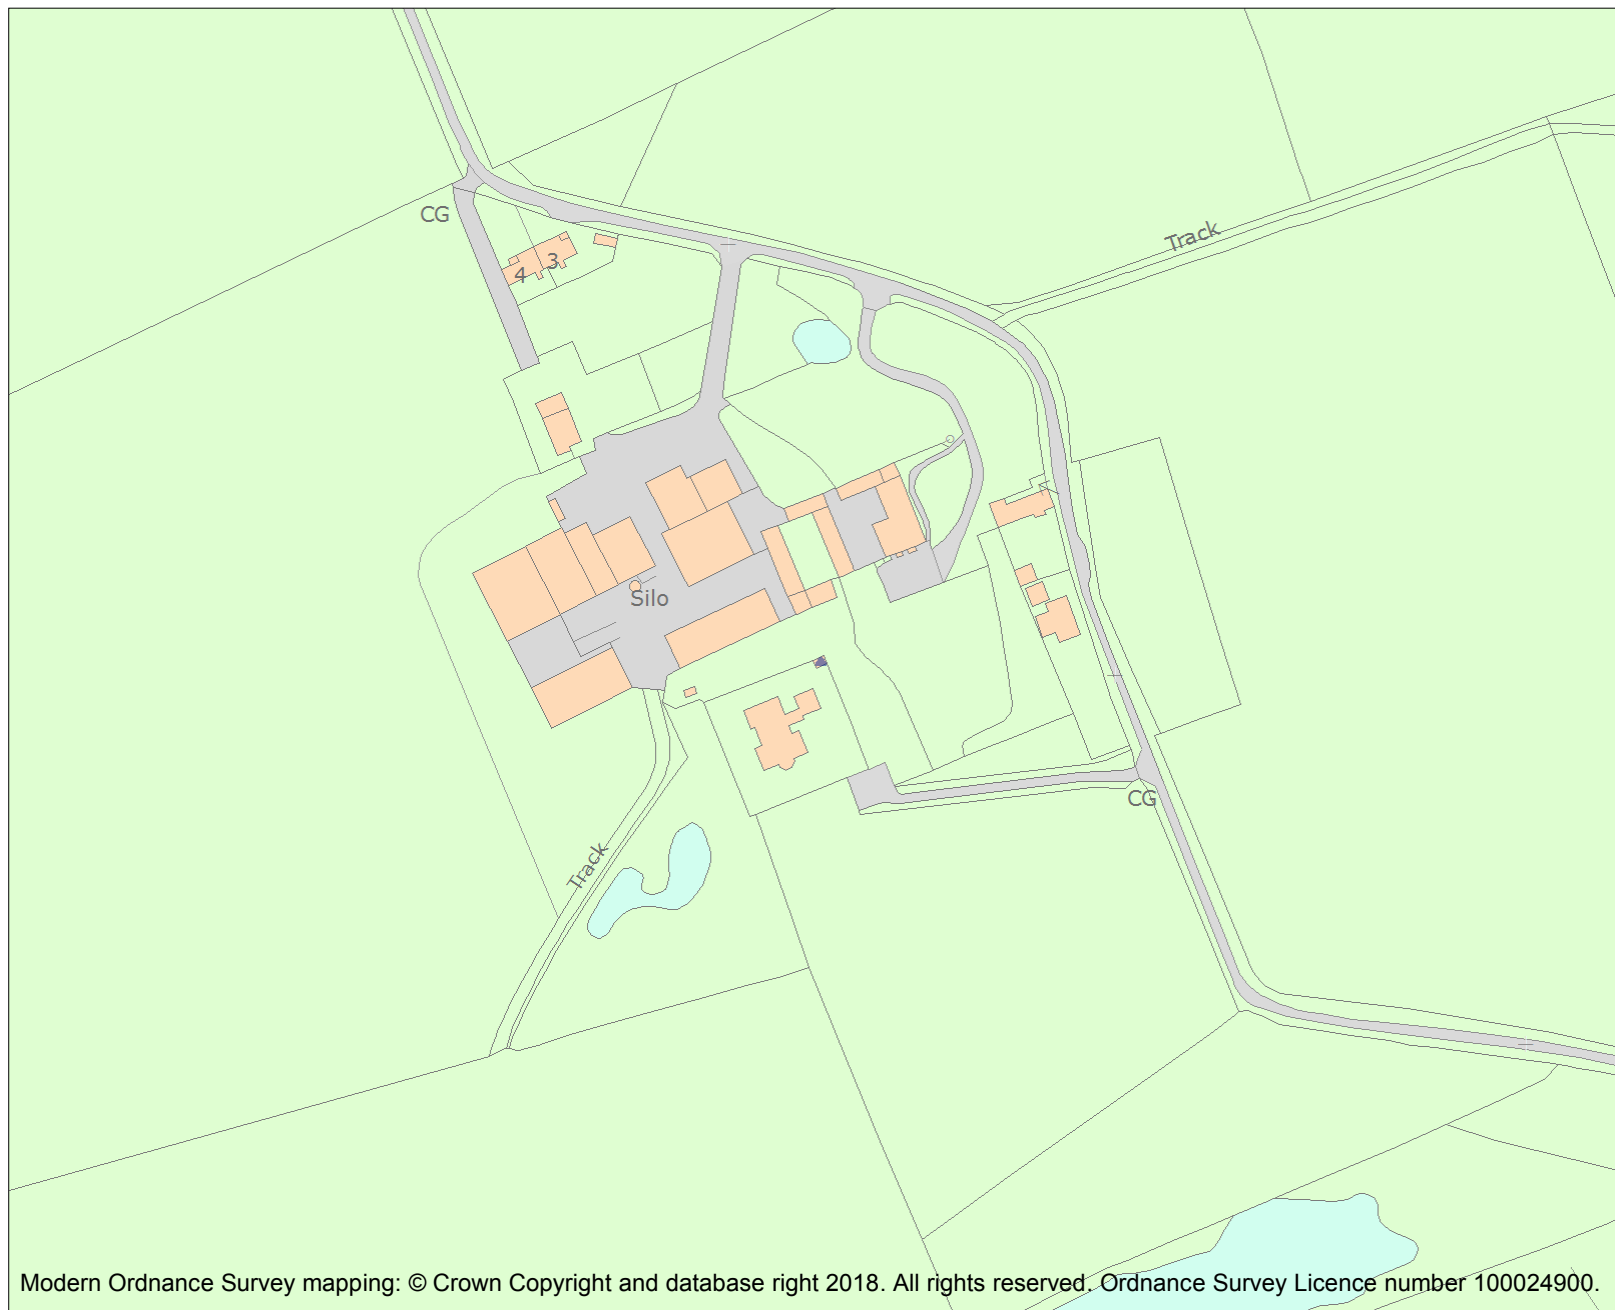 CG
Track
4 3
Silo
CG
Track
Modern Ordnance Survey mapping: © Crown Copyright and database right 2018. All rights reserved. Ordnance Survey Licence number 100024900.